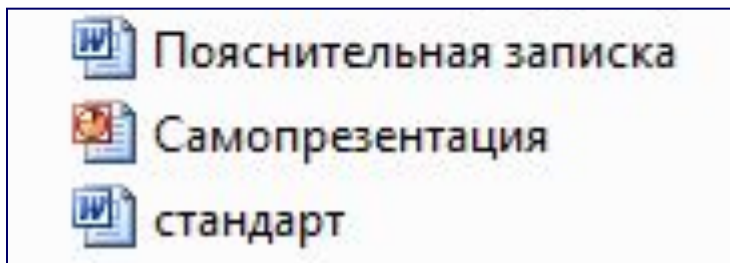 Пояснительная записка
Самопрезентация
стандарт